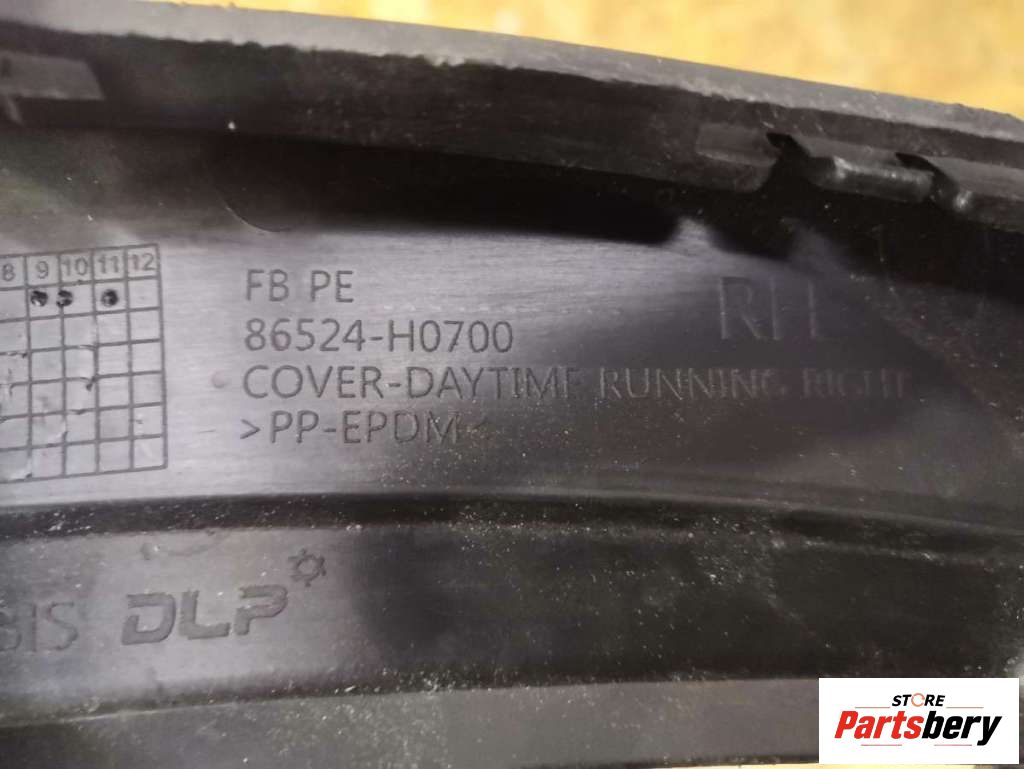 8 9 10 11 12
FB PE
RH
86524-H0700
COVER-DAYTIME RUNNING RIGHT
>PP-EPDM<
DLP
STORE
Partsbery